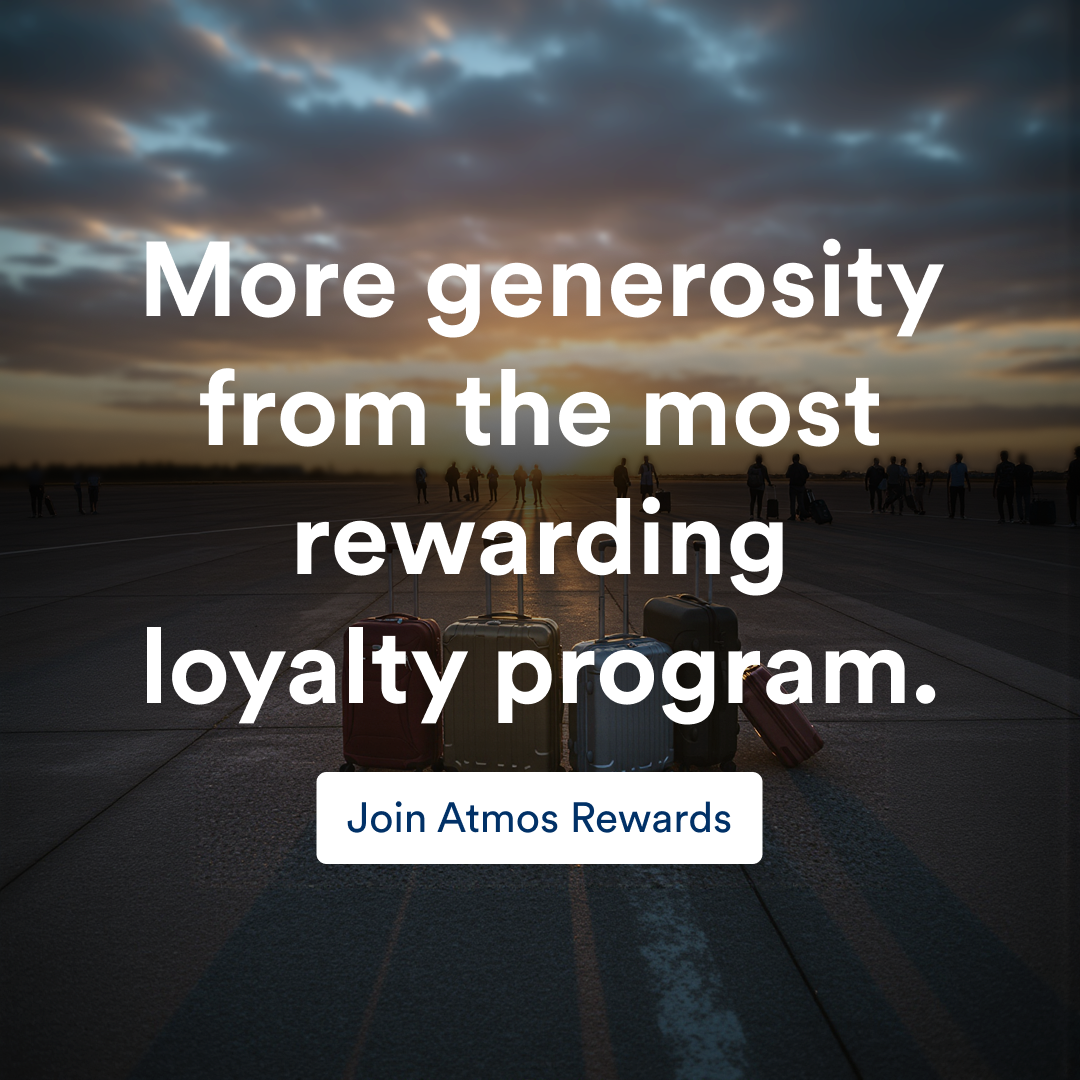 More generosity
from the most
rewarding
loyalty program.
Join Atmos Rewards